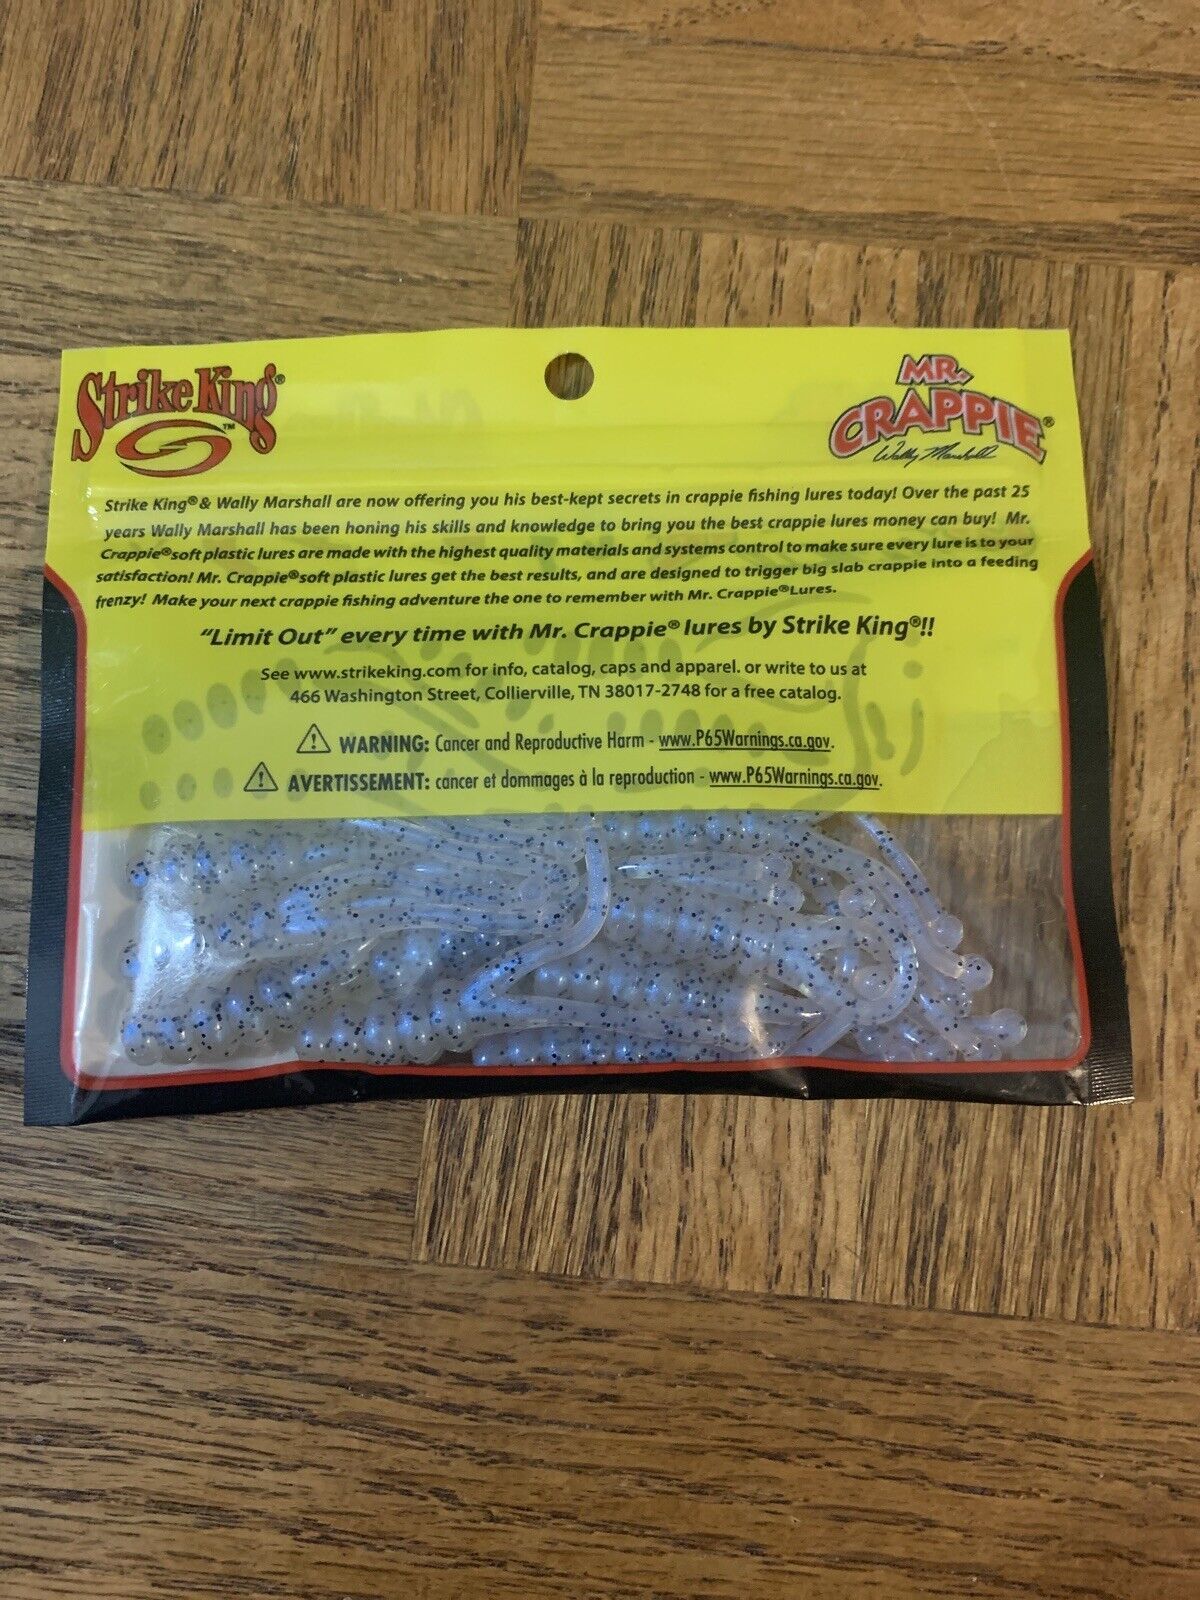 Strike King®
™
MR.
CRAPPIE®
Wally Marshall
Strike King® & Wally Marshall are now offering you his best-kept secrets in crappie fishing lures today! Over the past 25
years Wally Marshall has been honing his skills and knowledge to bring you the best crappie lures money can buy! Mr.
Crappie® soft plastic lures are made with the highest quality materials and systems control to make sure every lure is to your
satisfaction! Mr. Crappie® soft plastic lures get the best results, and are designed to trigger big slab crappie into a feeding
frenzy! Make your next crappie fishing adventure the one to remember with Mr. Crappie® Lures.
“Limit Out” every time with Mr. Crappie® lures by Strike King®!!
See www.strikeking.com for info, catalog, caps and apparel. or write to us at
466 Washington Street, Collierville, TN 38017-2748 for a free catalog.
WARNING: Cancer and Reproductive Harm - www.P65Warnings.ca.gov.
AVERTISSEMENT: cancer et dommages à la reproduction - www.P65Warnings.ca.gov.